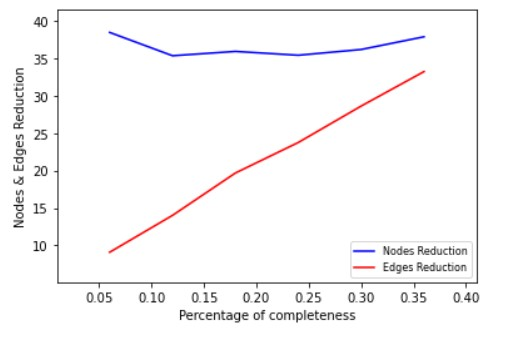 40
35
30
25
20
15
10
Nodes & Edges Reduction
Nodes Reduction
Edges Reduction
0.05 0.10 0.15 0.20 0.25 0.30 0.35 0.40
Percentage of completeness